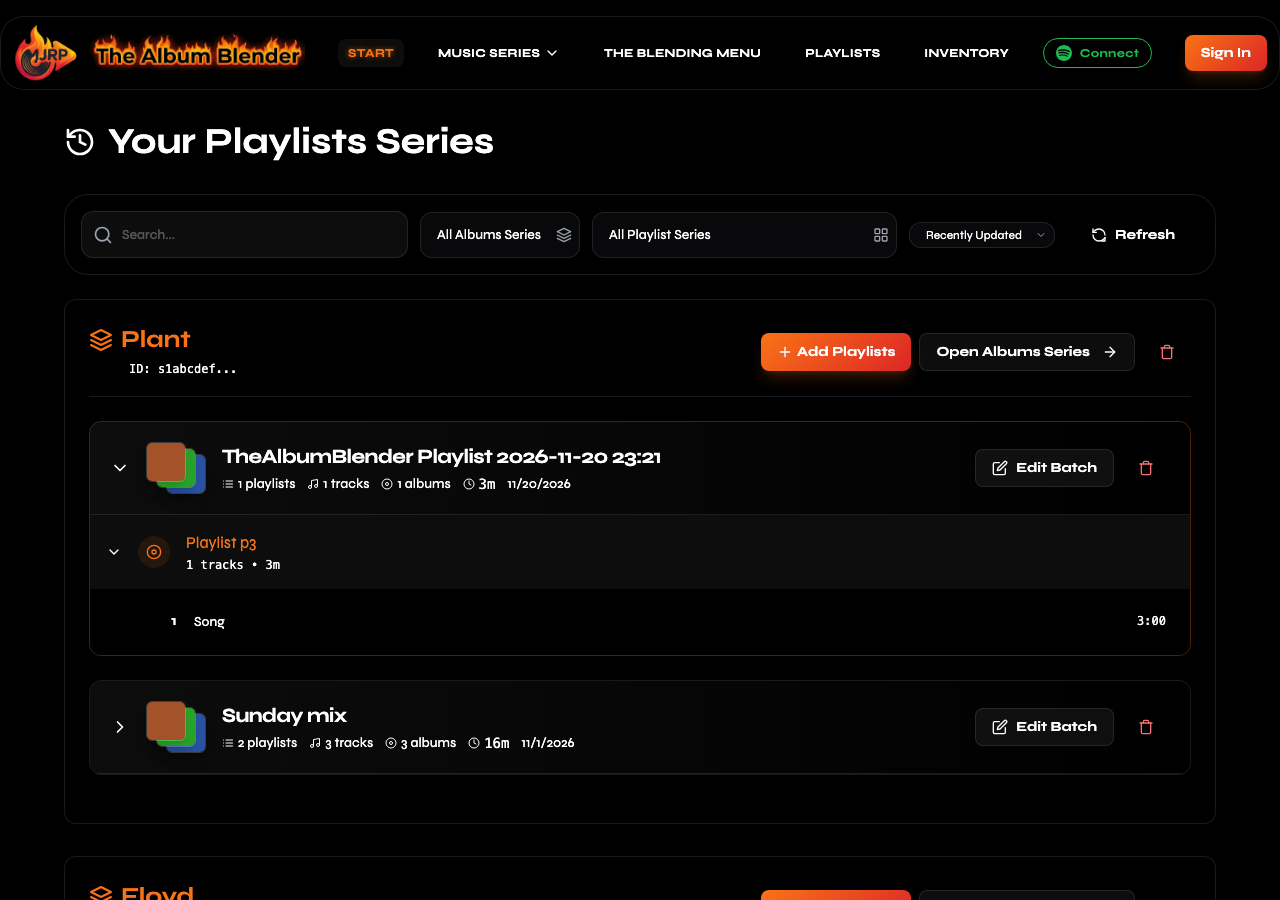 JRP The Album Blender START MUSIC SERIES THE BLENDING MENU PLAYLISTS INVENTORY Connect Sign In
Your Playlists Series
Search... All Albums Series All Playlist Series Recently Updated Refresh
Plant
ID: s1abcdef...
+ Add Playlists Open Albums Series →
TheAlbumBlender Playlist 2026-11-20 23:21
1 playlists 1 tracks 1 albums 3m 11/20/2026
Edit Batch
Playlist p3
1 tracks • 3m
1 Song 3:00
Sunday mix
2 playlists 3 tracks 3 albums 16m 11/1/2026
Edit Batch
Floyd